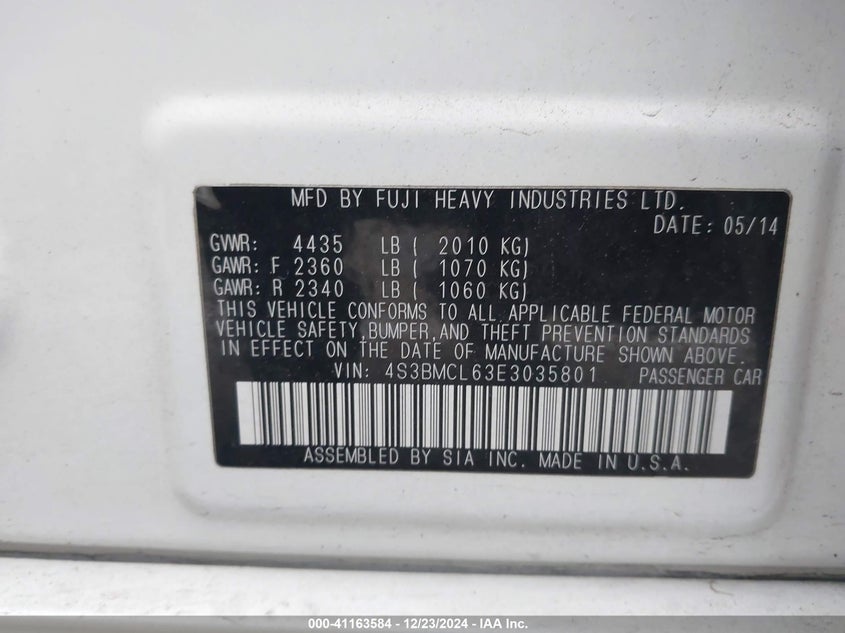 MFD BY FUJI HEAVY INDUSTRIES LTD.
DATE: 05/14
GVWR: 4435 LB ( 2010 KG)
GAWR: F 2360 LB ( 1070 KG)
GAWR: R 2340 LB ( 1060 KG)
THIS VEHICLE CONFORMS TO ALL APPLICABLE FEDERAL MOTOR
VEHICLE SAFETY,BUMPER,AND THEFT PREVENTION STANDARDS
IN EFFECT ON THE DATE OF MANUFACTURE SHOWN ABOVE.
VIN: 4S3BMCL63E3035801 PASSENGER CAR
ASSEMBLED BY SIA INC. MADE IN U.S.A.
000-41163584 - 12/23/2024 - IAA Inc.